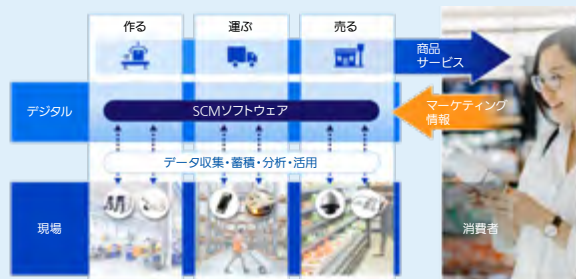 作る
運ぶ
売る
商品
サービス
デジタル
SCMソフトウェア
マーケティング
情報
データ収集・蓄積・分析・活用
現場
消費者